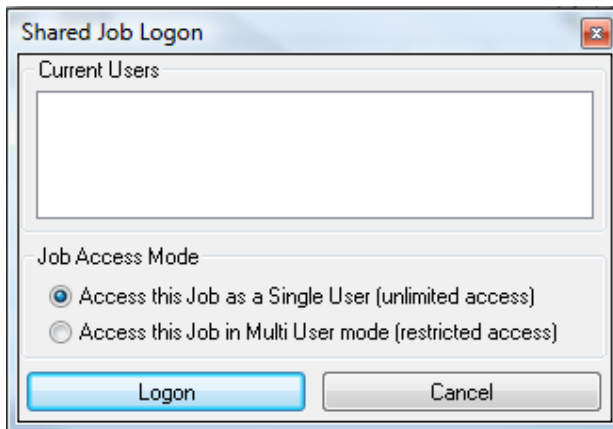 Shared Job Logon
Current Users
Job Access Mode
Access this Job as a Single User (unlimited access)
Access this Job in Multi User mode (restricted access)
Logon
Cancel